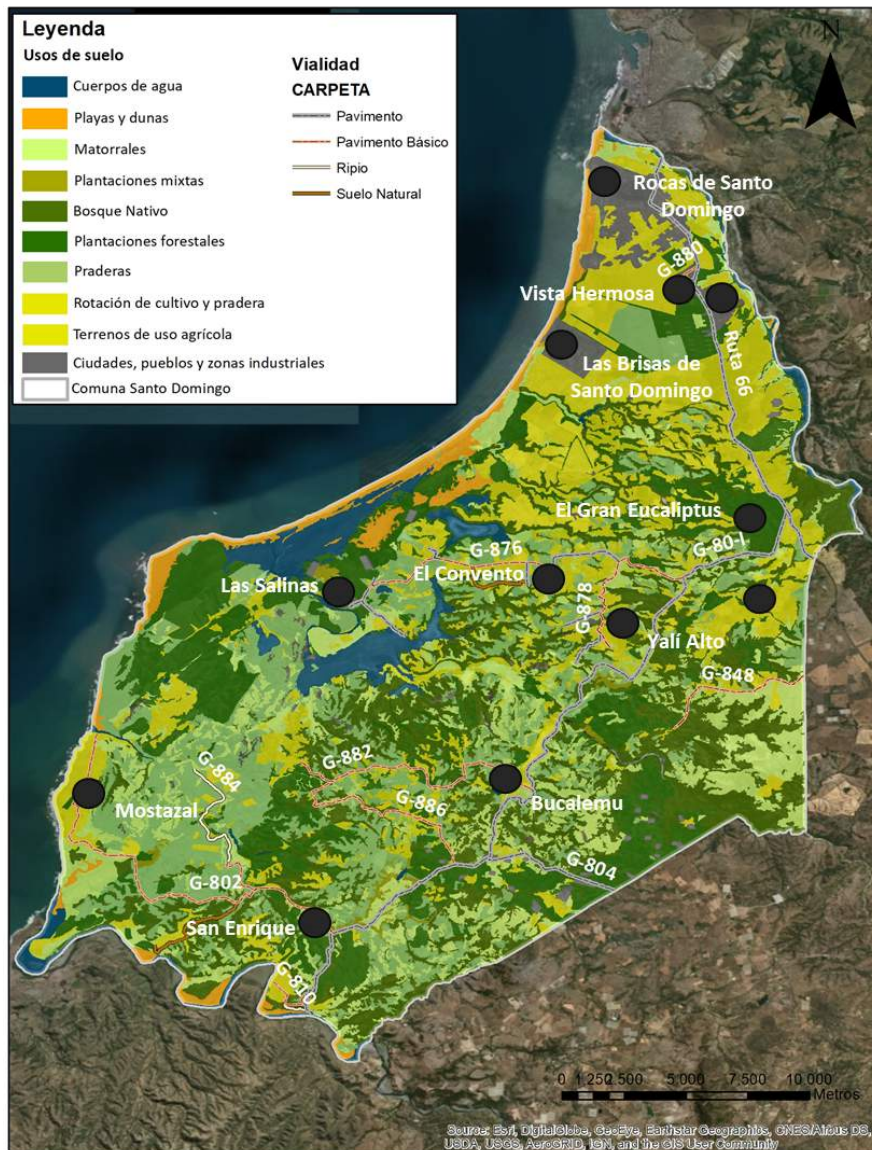 Leyenda
Usos de suelo
Cuerpos de agua
Playas y dunas
Matorrales
Plantaciones mixtas
Bosque Nativo
Plantaciones forestales
Praderas
Rotación de cultivo y pradera
Terrenos de uso agrícola
Ciudades, pueblos y zonas industriales
Comuna Santo Domingo
Vialidad
CARPETA
Pavimento
Pavimento Básico
Ripio
Suelo Natural
N
Rocas de Santo
Domingo
G-880
Vista Hermosa
Ruta 66
Las Brisas de
Santo Domingo
El Gran Eucaliptus
G-80-I
G-876
El Convento
Las Salinas
G-878
Yalí Alto
G-848
G-882
G-884
Mostazal
G-886
Bucalemu
G-804
G-802
San Enrique
G-810
0 1.250 2.500 5.000 7.500 10.000
Metros
Source: Esri, DigitalGlobe, GeoEye, Earthstar Geographics, CNES/Airbus DS,
USDA, USGS, AeroGRID, IGN, and the GIS User Community